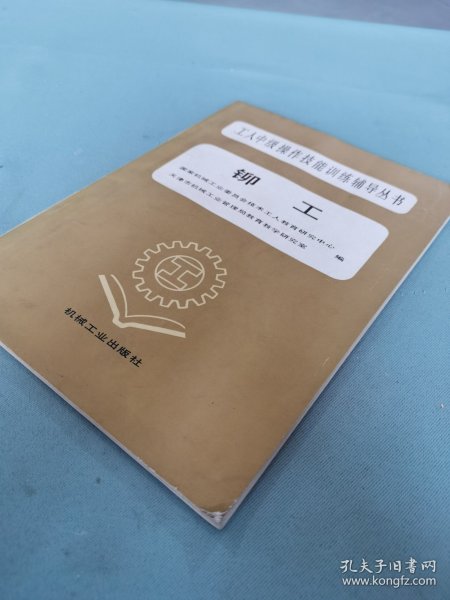 工人中级操作技能训练辅导丛书
铆 工
国家机械工业委员会技术工人教育研究中心
天津市机械工业管理局教育教学研究室
编
机械工业出版社
孔夫子旧书网
www.kongfz.com